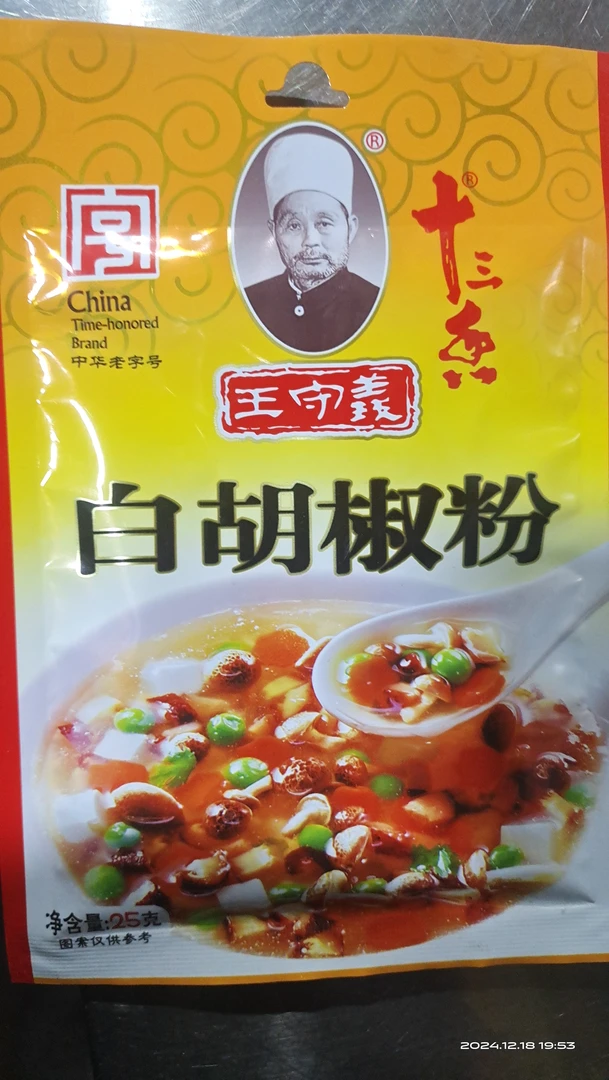 China
Time-honored
Brand
中华老字号
®
®
十三香
王守義
白胡椒粉
净含量:25克
图案仅供参考
2024.12.18 19:53